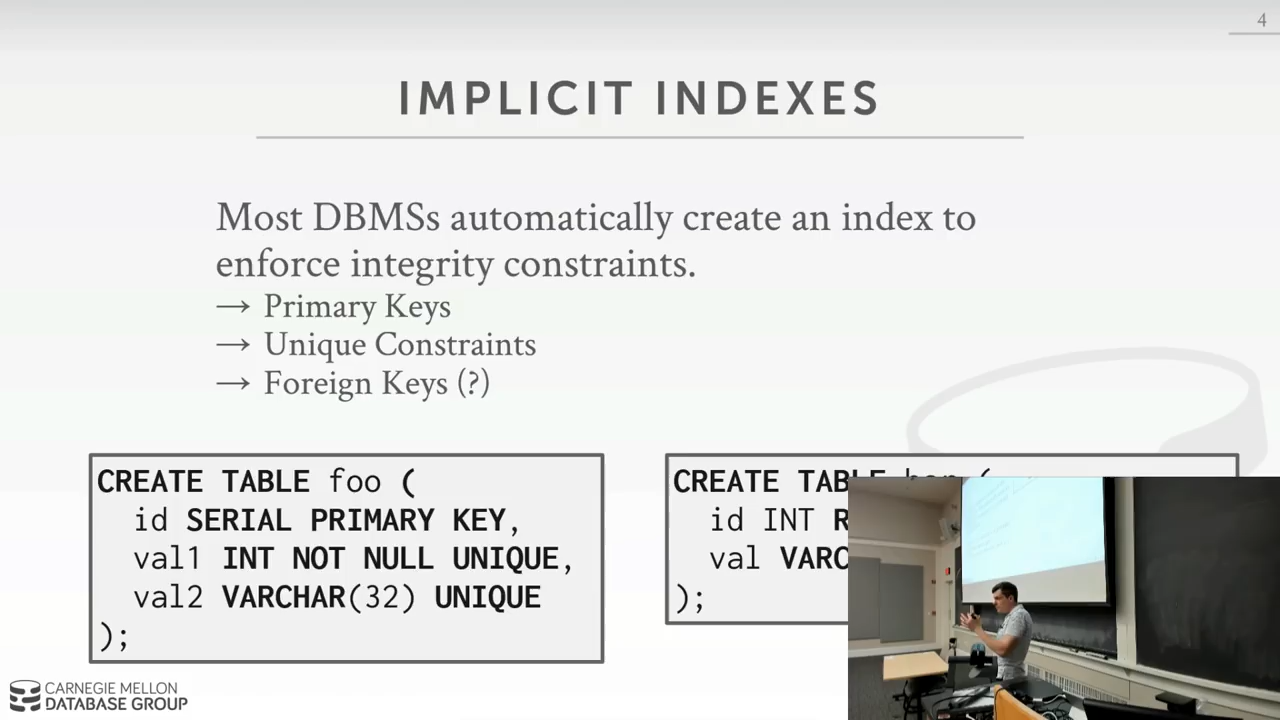 4
IMPLICIT INDEXES
Most DBMSs automatically create an index to
enforce integrity constraints.
→ Primary Keys
→ Unique Constraints
→ Foreign Keys (?)
CREATE TABLE foo (
id SERIAL PRIMARY KEY,
val1 INT NOT NULL UNIQUE,
val2 VARCHAR(32) UNIQUE
);
CREATE TABLE (
id INT
val
);
CARNEGIE MELLON
DATABASE GROUP